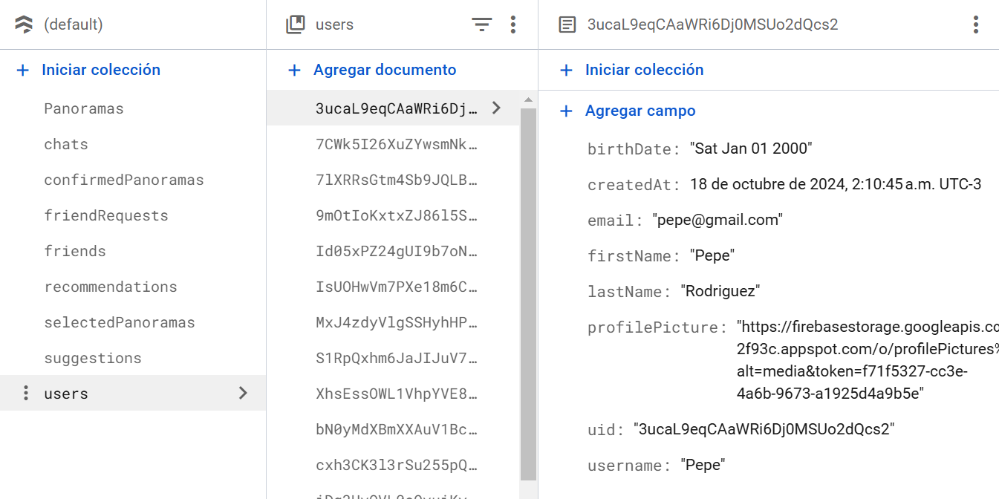 (default)
Iniciar colección
Panoramas
chats
confirmedPanoramas
friendRequests
friends
recommendations
selectedPanoramas
suggestions
users
users
Agregar documento
3ucaL9eqCAaWRi6Dj…
7CWk5I26XuZYwsmNk…
7lXRRsGtm4Sb9JQLB…
9mOtIoKxtxZJ86l5S…
Id05xPZ24gUI9b7oN…
IsUOHwVm7PXe18m6C…
MxJ4zdyVlgSSHyhHP…
S1RpQxhm6JaJIJuV7…
XhsEssOWL1VhpYVE8…
bN0yMdXBmXXAuV1Bc…
cxh3CK3l3rSu255pQ…
3ucaL9eqCAaWRi6Dj0MSUo2dQcs2
Iniciar colección
Agregar campo
birthDate: "Sat Jan 01 2000"
createdAt: 18 de octubre de 2024, 2:10:45 a.m. UTC-3
email: "pepe@gmail.com"
firstName: "Pepe"
lastName: "Rodriguez"
profilePicture: "https://firebasestorage.googleapis.co
2f93c.appspot.com/o/profilePictures%
alt=media&token=f71f5327-cc3e-
4a6b-9673-a1925d4a9b5e"
uid: "3ucaL9eqCAaWRi6Dj0MSUo2dQcs2"
username: "Pepe"